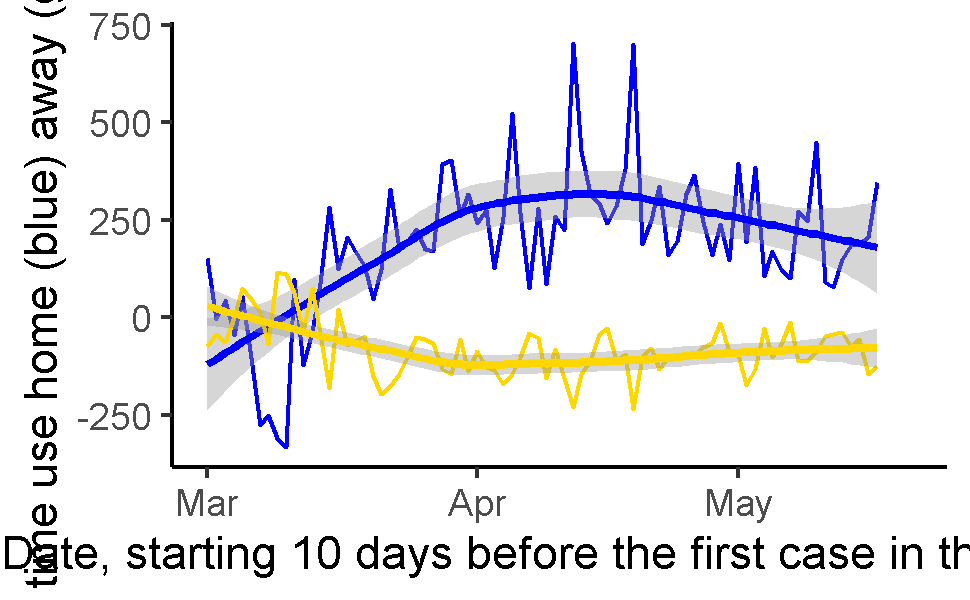 750
500
250
0
-250
Mar Apr May
time use home (blue) away (
Date, starting 10 days before the first case in th